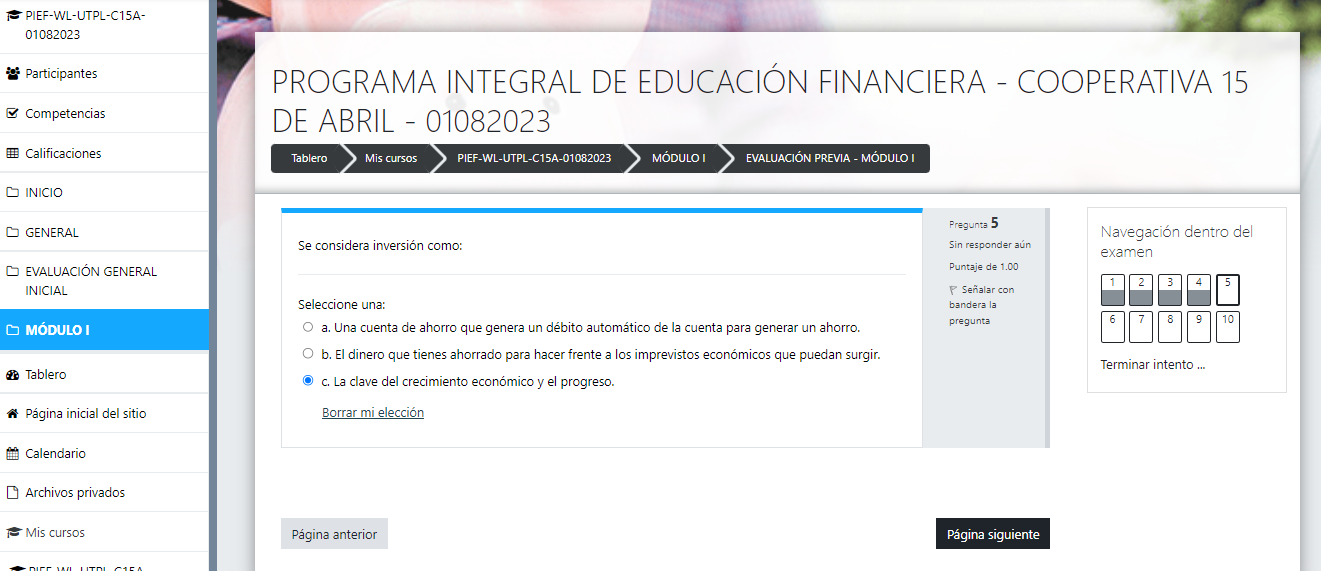 PIEF-WL-UTPL-C15A-
01082023
Participantes
Competencias
Calificaciones
INICIO
GENERAL
EVALUACIÓN GENERAL
INICIAL
MÓDULO I
Tablero
Página inicial del sitio
Calendario
Archivos privados
Mis cursos
PIEF-WL-UTPL-C15A-
PROGRAMA INTEGRAL DE EDUCACIÓN FINANCIERA - COOPERATIVA 15
DE ABRIL - 01082023
Tablero Mis cursos PIEF-WL-UTPL-C15A-01082023 MÓDULO I EVALUACIÓN PREVIA - MÓDULO I
Se considera inversión como:
Seleccione una:
a. Una cuenta de ahorro que genera un débito automático de la cuenta para generar un ahorro.
b. El dinero que tienes ahorrado para hacer frente a los imprevistos económicos que puedan surgir.
c. La clave del crecimiento económico y el progreso.
Borrar mi elección
Pregunta 5
Sin responder aún
Puntaje de 1.00
Señalar con
bandera la
pregunta
Navegación dentro del
examen
1 2 3 4 5
6 7 8 9 10
Terminar intento ...
Página anterior
Página siguiente